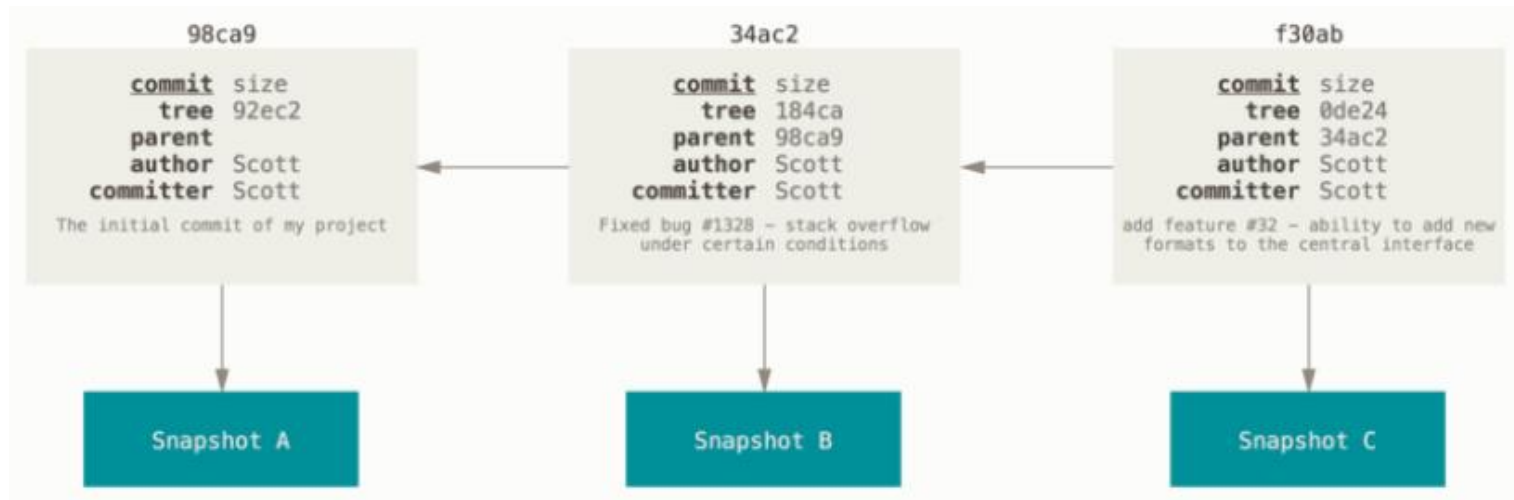 98ca9
commit size
tree 92ec2
parent
author Scott
committer Scott
The initial commit of my project
Snapshot A
34ac2
commit size
tree 184ca
parent 98ca9
author Scott
committer Scott
Fixed bug #1328 – stack overflow
under certain conditions
Snapshot B
f30ab
commit size
tree 0de24
parent 34ac2
author Scott
committer Scott
add feature #32 – ability to add new
formats to the central interface
Snapshot C